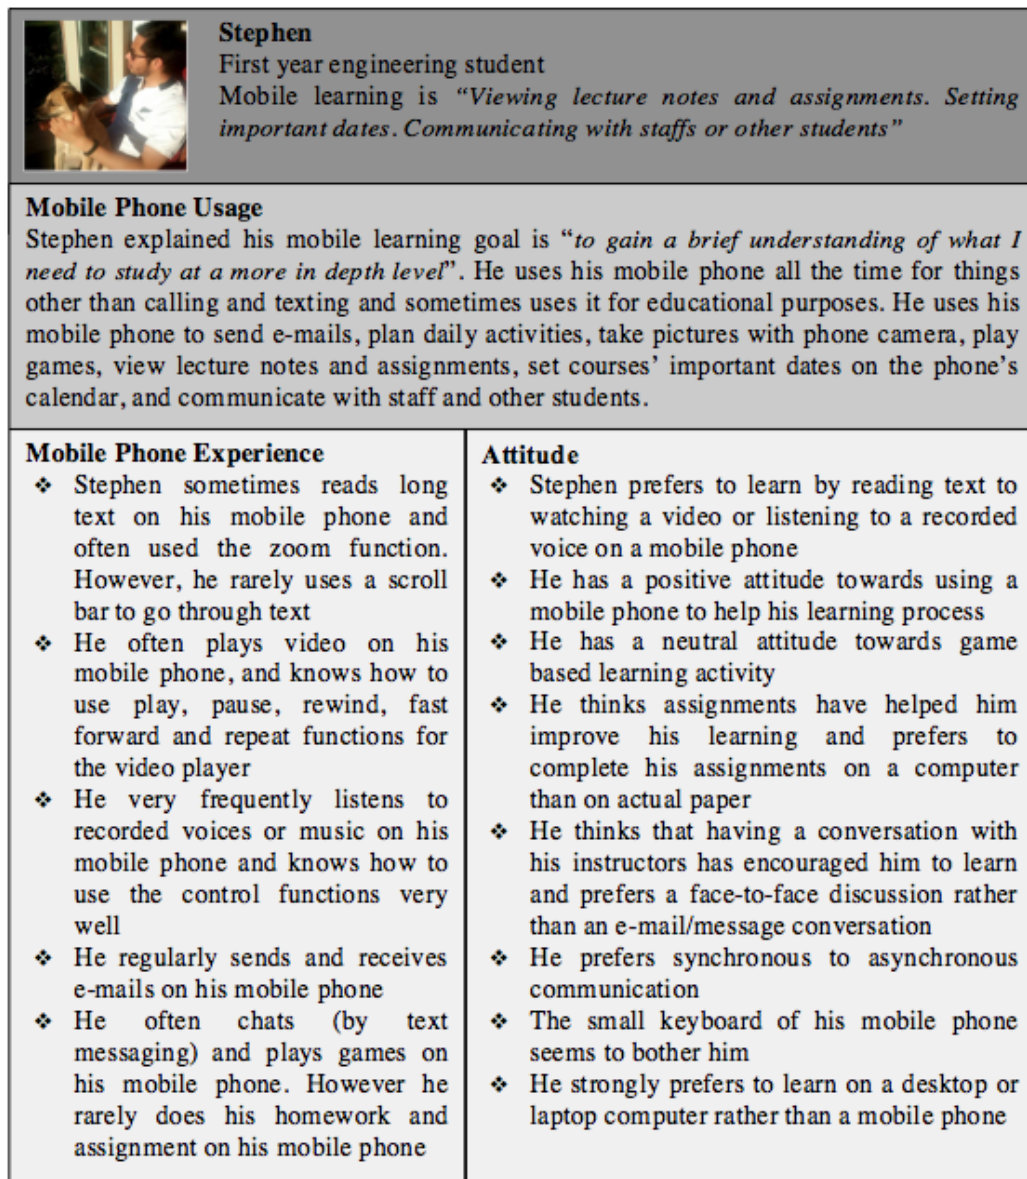 Stephen
First year engineering student
Mobile learning is “Viewing lecture notes and assignments. Setting
important dates. Communicating with staffs or other students”
Mobile Phone Usage
Stephen explained his mobile learning goal is “to gain a brief understanding of what I
need to study at a more in depth level”. He uses his mobile phone all the time for things
other than calling and texting and sometimes uses it for educational purposes. He uses his
mobile phone to send e-mails, plan daily activities, take pictures with phone camera, play
games, view lecture notes and assignments, set courses’ important dates on the phone’s
calendar, and communicate with staff and other students.
Mobile Phone Experience
❖ Stephen sometimes reads long
text on his mobile phone and
often used the zoom function.
However, he rarely uses a scroll
bar to go through text
❖ He often plays video on his
mobile phone, and knows how to
use play, pause, rewind, fast
forward and repeat functions for
the video player
❖ He very frequently listens to
recorded voices or music on his
mobile phone and knows how to
use the control functions very
well
❖ He regularly sends and receives
e-mails on his mobile phone
❖ He often chats (by text
messaging) and plays games on
his mobile phone. However he
rarely does his homework and
assignment on his mobile phone
Attitude
❖ Stephen prefers to learn by reading text to
watching a video or listening to a recorded
voice on a mobile phone
❖ He has a positive attitude towards using a
mobile phone to help his learning process
❖ He has a neutral attitude towards game
based learning activity
❖ He thinks assignments have helped him
improve his learning and prefers to
complete his assignments on a computer
than on actual paper
❖ He thinks that having a conversation with
his instructors has encouraged him to learn
and prefers a face-to-face discussion rather
than an e-mail/message conversation
❖ He prefers synchronous to asynchronous
communication
❖ The small keyboard of his mobile phone
seems to bother him
❖ He strongly prefers to learn on a desktop or
laptop computer rather than a mobile phone